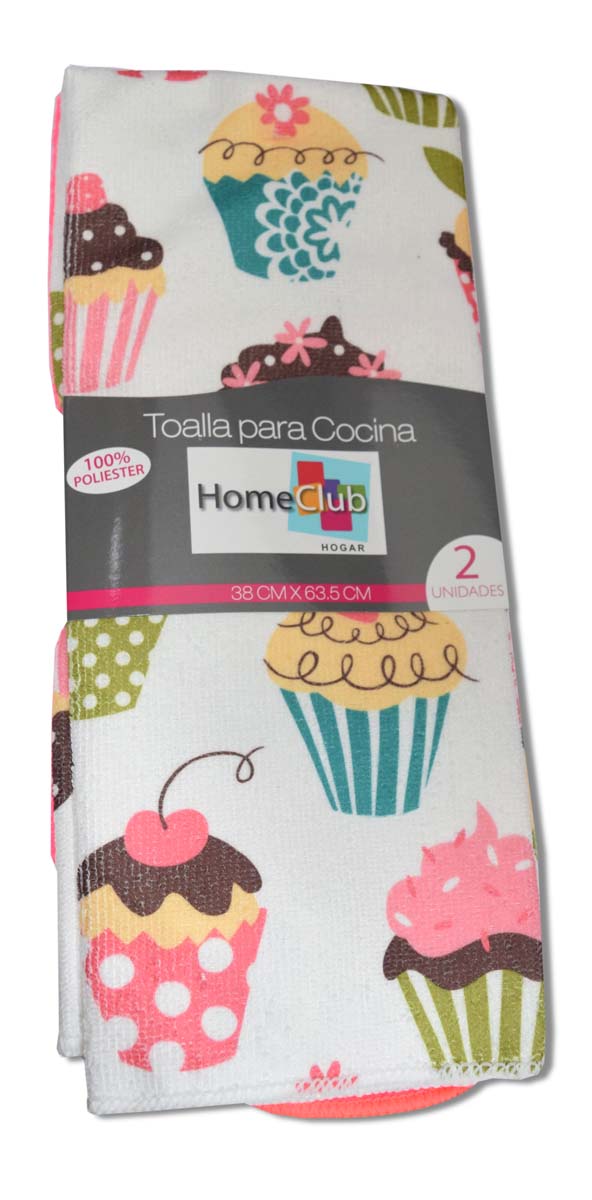 Toalla para Cocina
100%
POLIESTER
HomeClub
HOGAR
38 CM X 63.5 CM
2
UNIDADES